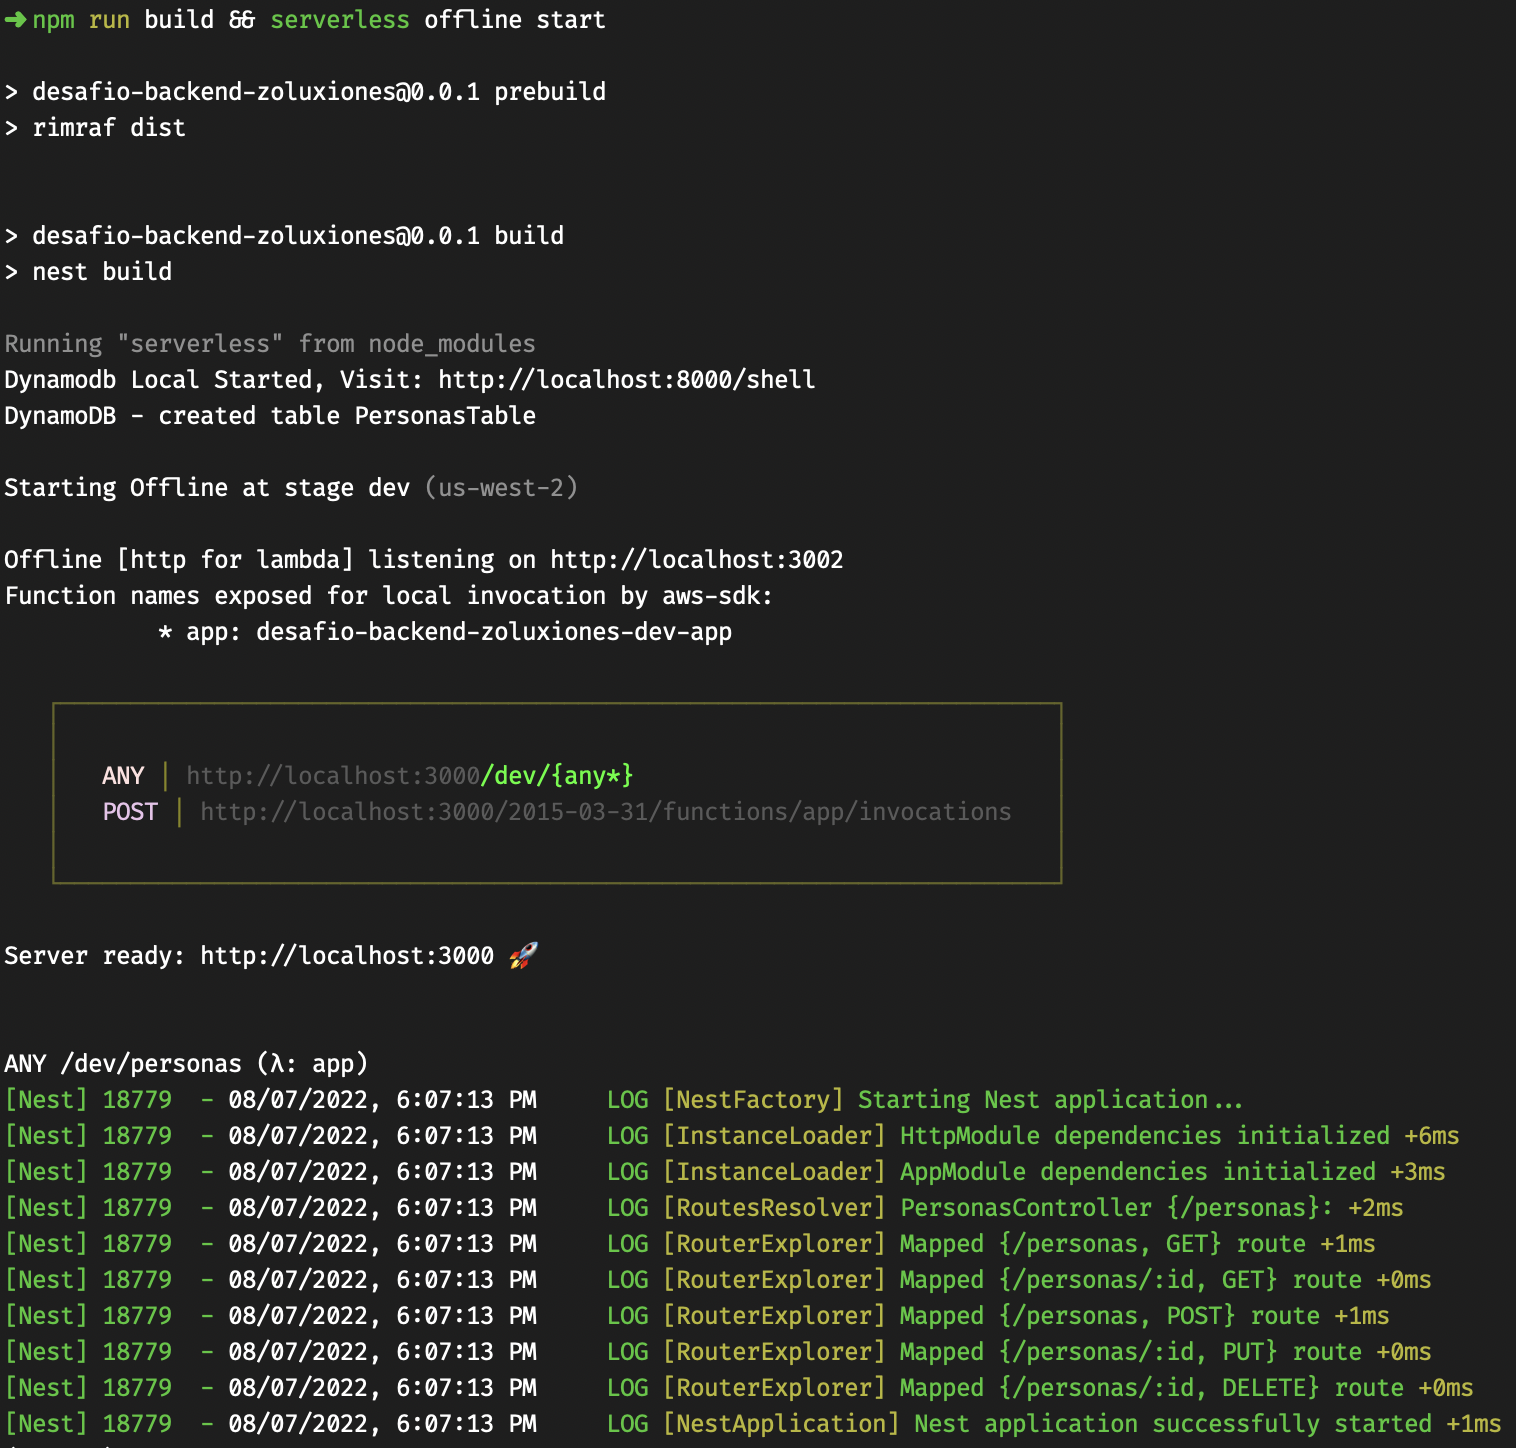 ➜ npm run build && serverless offline start
> desafio-backend-zoluxiones@0.0.1 prebuild
> rimraf dist
> desafio-backend-zoluxiones@0.0.1 build
> nest build
Running "serverless" from node_modules
Dynamodb Local Started, Visit: http://localhost:8000/shell
DynamoDB - created table PersonasTable
Starting Offline at stage dev (us-west-2)
Offline [http for lambda] listening on http://localhost:3002
Function names exposed for local invocation by aws-sdk:
* app: desafio-backend-zoluxiones-dev-app
ANY | http://localhost:3000/dev/{any*}
POST | http://localhost:3000/2015-03-31/functions/app/invocations
Server ready: http://localhost:3000 🚀
ANY /dev/personas (λ: app)
[Nest] 18779  - 08/07/2022, 6:07:13 PM     LOG [NestFactory] Starting Nest application...
[Nest] 18779  - 08/07/2022, 6:07:13 PM     LOG [InstanceLoader] HttpModule dependencies initialized +6ms
[Nest] 18779  - 08/07/2022, 6:07:13 PM     LOG [InstanceLoader] AppModule dependencies initialized +3ms
[Nest] 18779  - 08/07/2022, 6:07:13 PM     LOG [RoutesResolver] PersonasController {/personas}: +2ms
[Nest] 18779  - 08/07/2022, 6:07:13 PM     LOG [RouterExplorer] Mapped {/personas, GET} route +1ms
[Nest] 18779  - 08/07/2022, 6:07:13 PM     LOG [RouterExplorer] Mapped {/personas/:id, GET} route +0ms
[Nest] 18779  - 08/07/2022, 6:07:13 PM     LOG [RouterExplorer] Mapped {/personas, POST} route +1ms
[Nest] 18779  - 08/07/2022, 6:07:13 PM     LOG [RouterExplorer] Mapped {/personas/:id, PUT} route +0ms
[Nest] 18779  - 08/07/2022, 6:07:13 PM     LOG [RouterExplorer] Mapped {/personas/:id, DELETE} route +0ms
[Nest] 18779  - 08/07/2022, 6:07:13 PM     LOG [NestApplication] Nest application successfully started +1ms